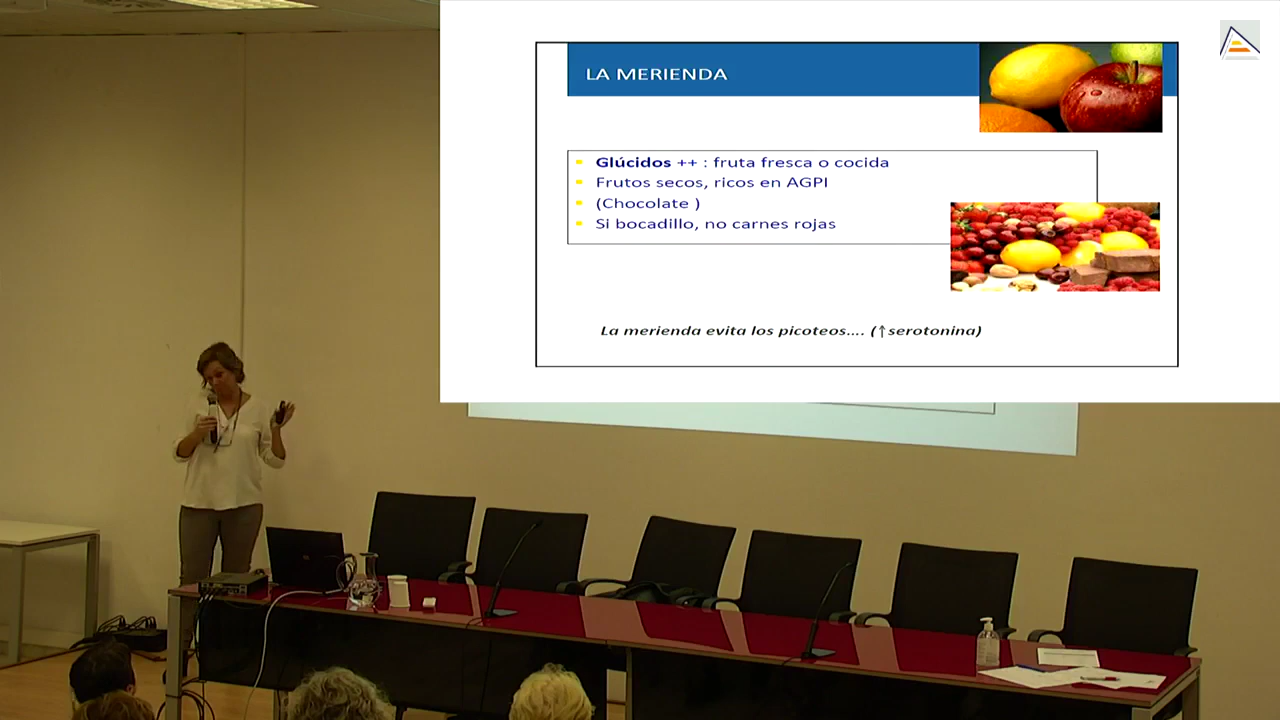 LA MERIENDA
Glúcidos ++ : fruta fresca o cocida
Frutos secos, ricos en AGPI
(Chocolate )
Si bocadillo, no carnes rojas
La merienda evita los picoteos.... (↑serotonina)